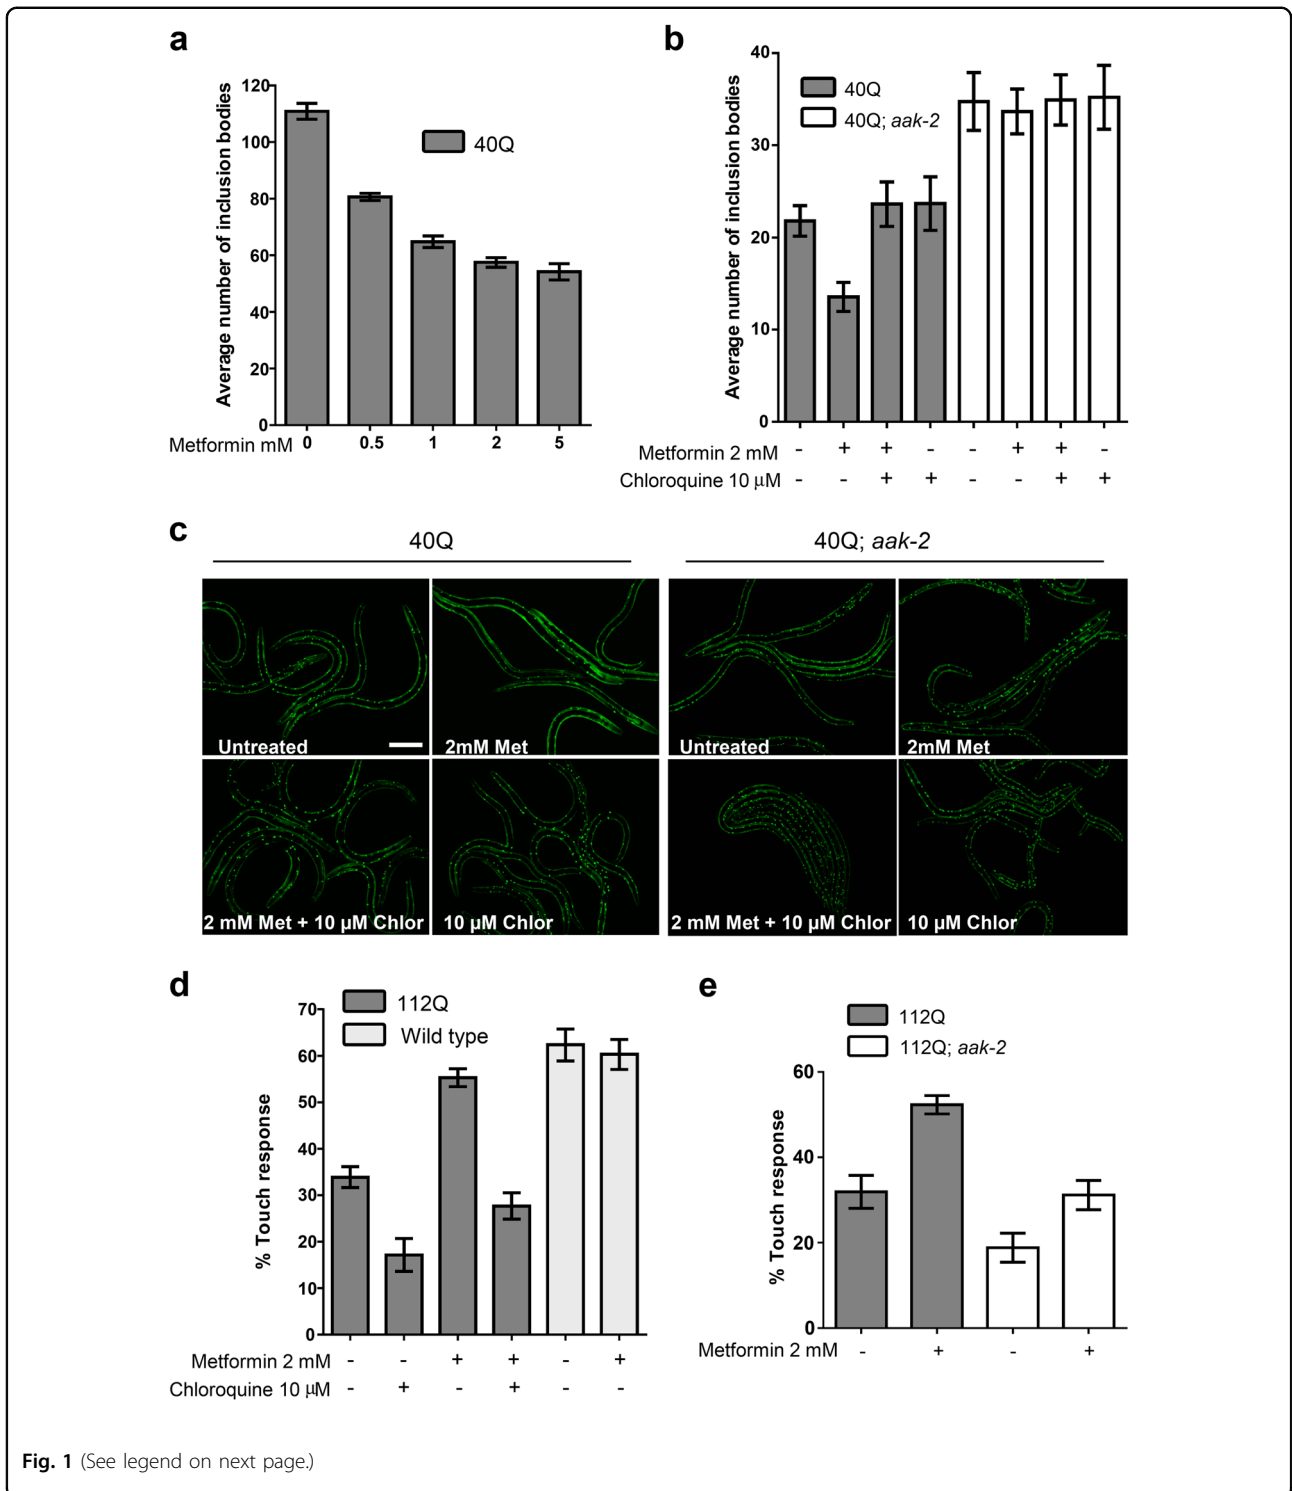 a
120
100
80
60
40
20
0
Average number of inclusion bodies
40Q
Metformin mM 0 0.5 1 2 5
b
40
30
20
10
0
Average number of inclusion bodies
40Q
40Q; aak-2
Metformin 2 mM - + + - - + + -
Chloroquine 10 µM - - + + - - + +
c
40Q
40Q; aak-2
Untreated
2mM Met
Untreated
2mM Met
2 mM Met + 10 µM Chlor
10 µM Chlor
2 mM Met + 10 µM Chlor
10 µM Chlor
d
112Q
Wild type
70
60
50
40
30
20
10
0
% Touch response
Metformin 2 mM - - + + - +
Chloroquine 10 µM - + - + - -
e
112Q
112Q; aak-2
60
40
20
0
% Touch response
Metformin 2 mM - + - +
Fig. 1 (See legend on next page.)